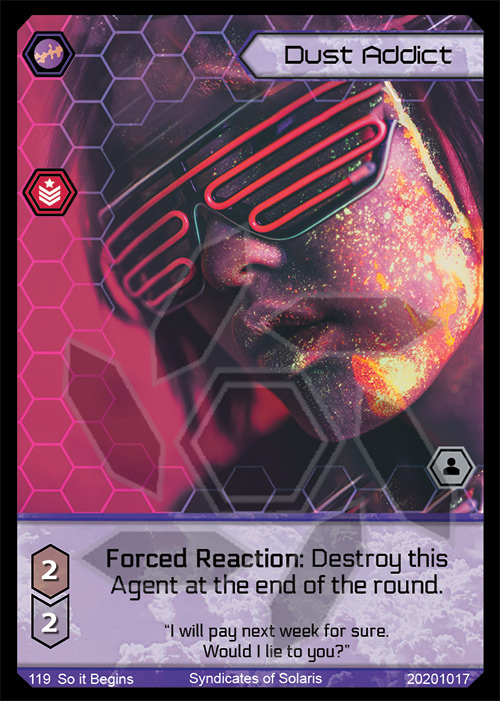 Dust Addict
Forced Reaction: Destroy this
Agent at the end of the round.
2
2
“I will pay next week for sure.
Would I lie to you?”
119 So it Begins
Syndicates of Solaris
20201017